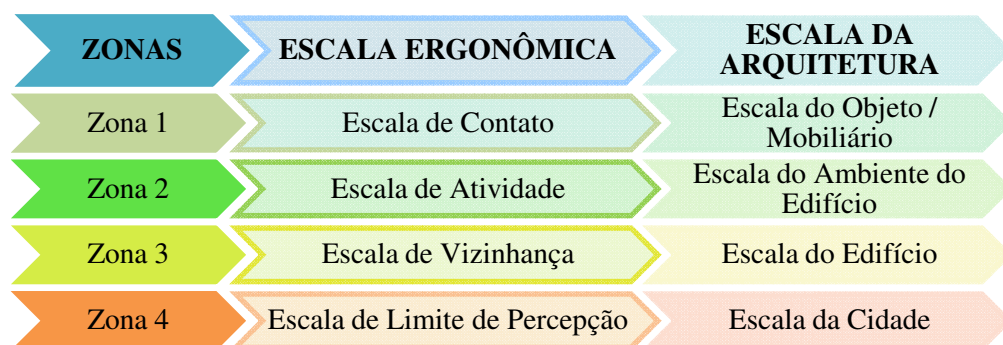 ZONAS
ESCALA ERGONÔMICA
ESCALA DA
ARQUITETURA
Zona 1
Escala de Contato
Escala do Objeto /
Mobiliário
Zona 2
Escala de Atividade
Escala do Ambiente do
Edifício
Zona 3
Escala de Vizinhança
Escala do Edifício
Zona 4
Escala de Limite de Percepção
Escala da Cidade